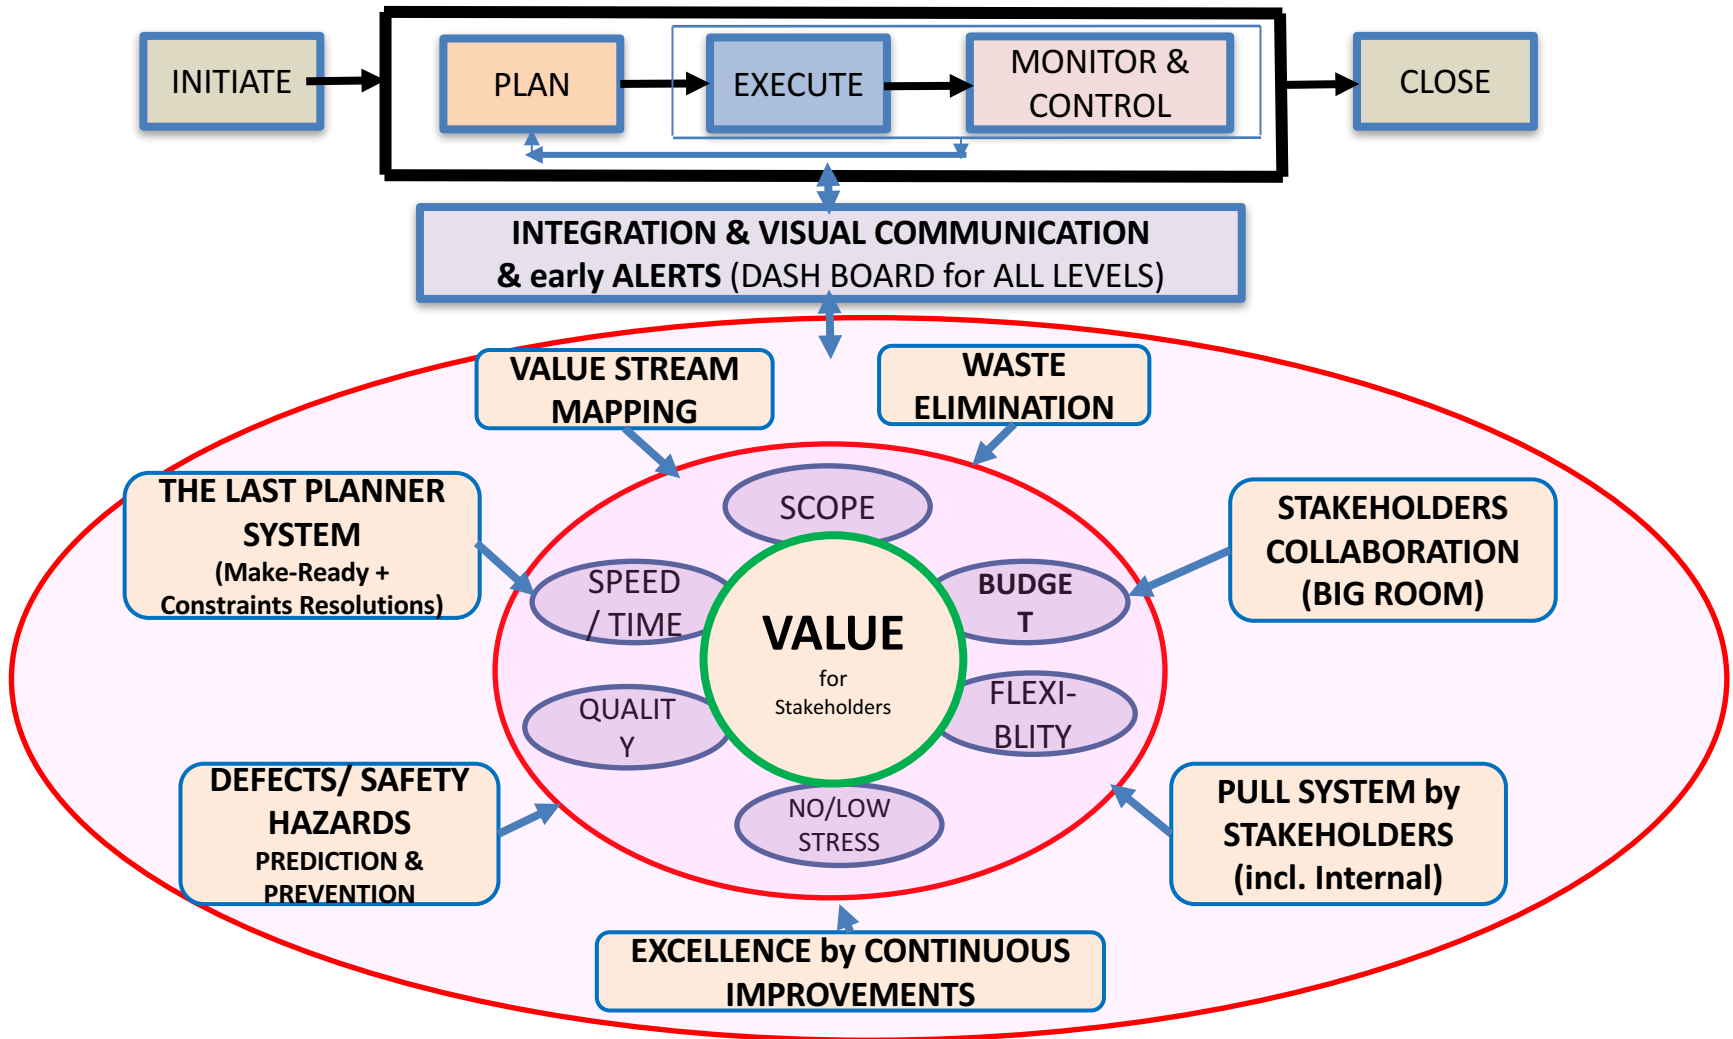 INITIATE
PLAN
EXECUTE
MONITOR &
CONTROL
CLOSE
INTEGRATION & VISUAL COMMUNICATION
& early ALERTS (DASH BOARD for ALL LEVELS)
VALUE STREAM
MAPPING
WASTE
ELIMINATION
THE LAST PLANNER
SYSTEM
(Make-Ready +
Constraints Resolutions)
STAKEHOLDERS
COLLABORATION
(BIG ROOM)
SCOPE
SPEED
/ TIME
BUDGE
T
VALUE
for
Stakeholders
QUALIT
Y
FLEXI-
BLITY
NO/LOW
STRESS
DEFECTS/ SAFETY
HAZARDS
PREDICTION &
PREVENTION
PULL SYSTEM by
STAKEHOLDERS
(incl. Internal)
EXCELLENCE by CONTINUOUS
IMPROVEMENTS